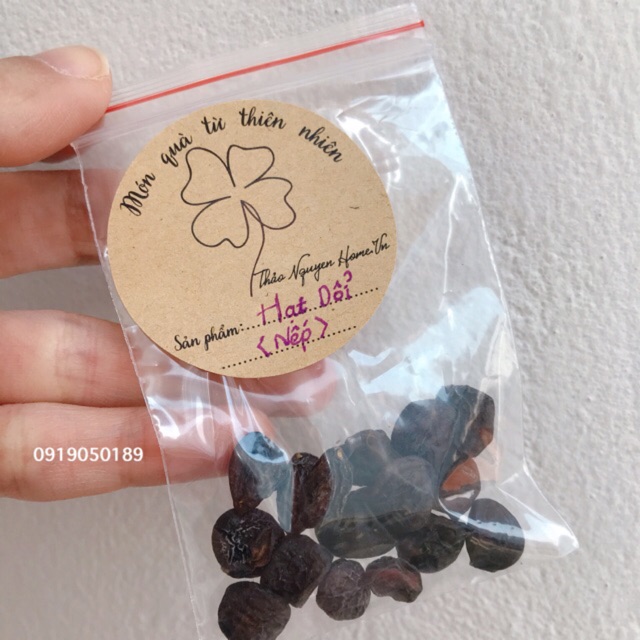 Món quà từ thiên nhiên
Thảo Nguyen Home.Vn
Sản phẩm:... Hạt Dổi
<Nếp>
0919050189